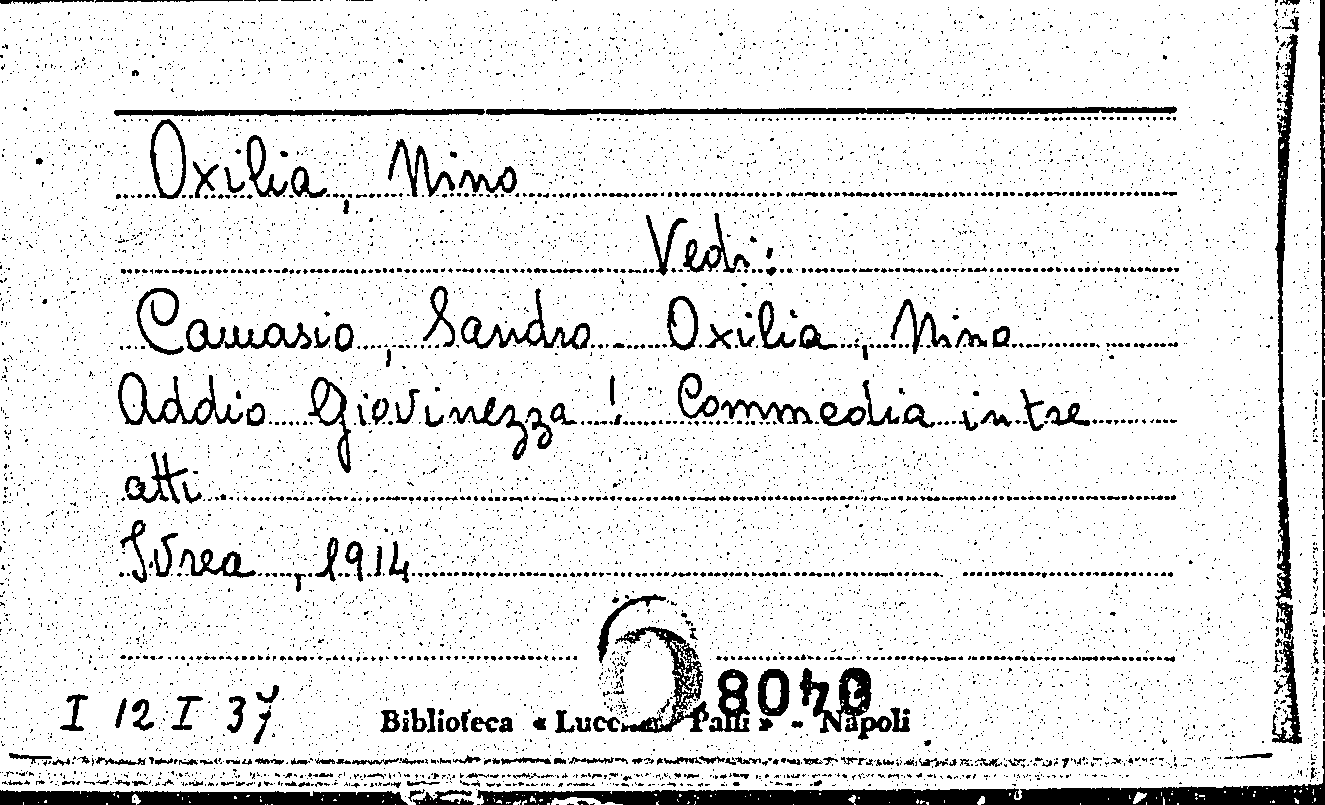 Oxilia, Nino
Vedi:
Camasio, Sandro - Oxilia, Nino
Addio Giovinezza! Commedia in tre
atti.
Ivrea, 1914
I 12 I 37
Biblioteca « Lucchesi Palli » - Napoli